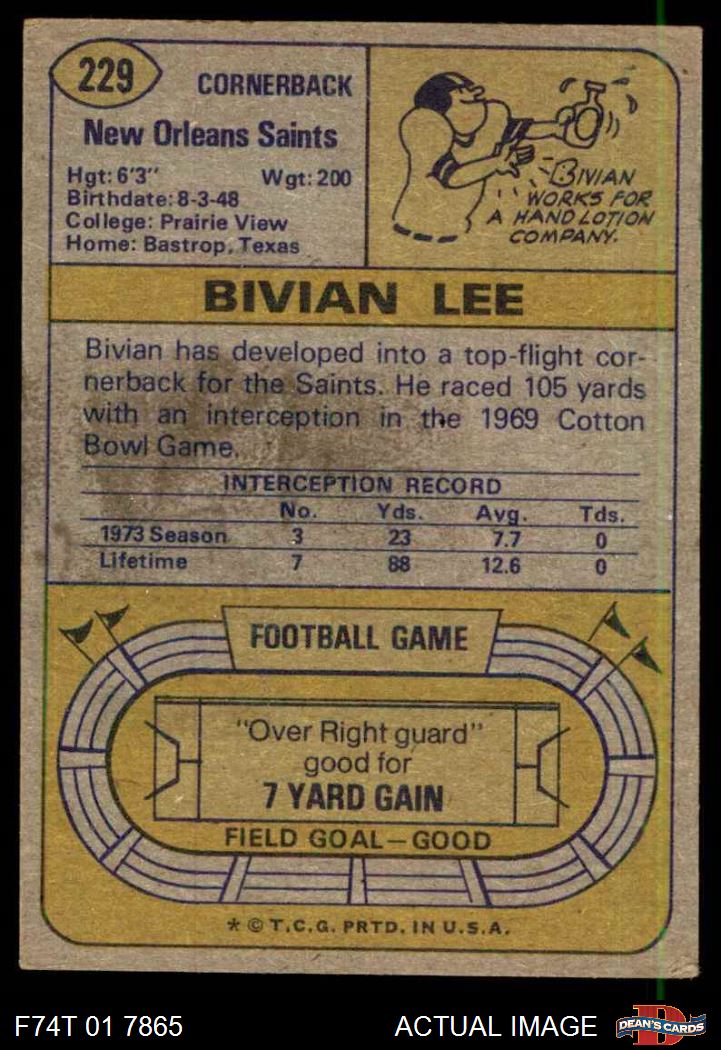 229
CORNERBACK
New Orleans Saints
Hgt: 6'3" Wgt: 200
Birthdate: 8-3-48
College: Prairie View
Home: Bastrop, Texas
BIVIAN
WORKS FOR
A HAND LOTION
COMPANY.
BIVIAN LEE
Bivian has developed into a top-flight cor-
nerback for the Saints. He raced 105 yards
with an interception in the 1969 Cotton
Bowl Game.
INTERCEPTION RECORD
No. Yds. Avg. Tds.
1973 Season 3 23 7.7 0
Lifetime 7 88 12.6 0
FOOTBALL GAME
"Over Right guard"
good for
7 YARD GAIN
FIELD GOAL—GOOD
* © T.C.G. PRTD. IN U.S.A.
F74T 01 7865 ACTUAL IMAGE
D
DEAN'S CARDS